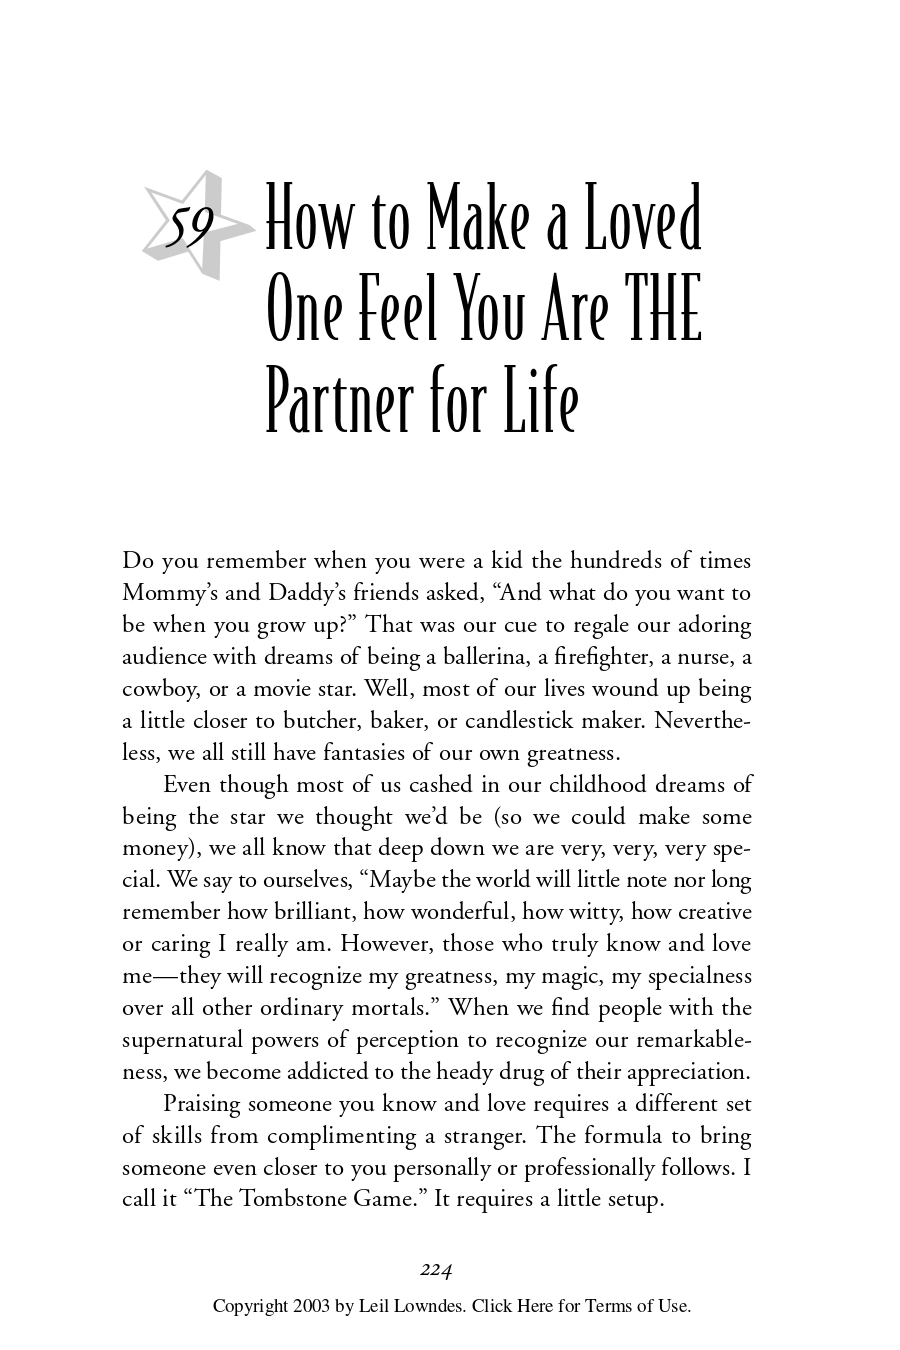 59
How to Make a Loved
One Feel You Are THE
Partner for Life
Do you remember when you were a kid the hundreds of times
Mommy’s and Daddy’s friends asked, “And what do you want to
be when you grow up?” That was our cue to regale our adoring
audience with dreams of being a ballerina, a firefighter, a nurse, a
cowboy, or a movie star. Well, most of our lives wound up being
a little closer to butcher, baker, or candlestick maker. Neverthe-
less, we all still have fantasies of our own greatness.
Even though most of us cashed in our childhood dreams of
being the star we thought we’d be (so we could make some
money), we all know that deep down we are very, very, very spe-
cial. We say to ourselves, “Maybe the world will little note nor long
remember how brilliant, how wonderful, how witty, how creative
or caring I really am. However, those who truly know and love
me—they will recognize my greatness, my magic, my specialness
over all other ordinary mortals.” When we find people with the
supernatural powers of perception to recognize our remarkable-
ness, we become addicted to the heady drug of their appreciation.
Praising someone you know and love requires a different set
of skills from complimenting a stranger. The formula to bring
someone even closer to you personally or professionally follows. I
call it “The Tombstone Game.” It requires a little setup.
224
Copyright 2003 by Leil Lowndes. Click Here for Terms of Use.